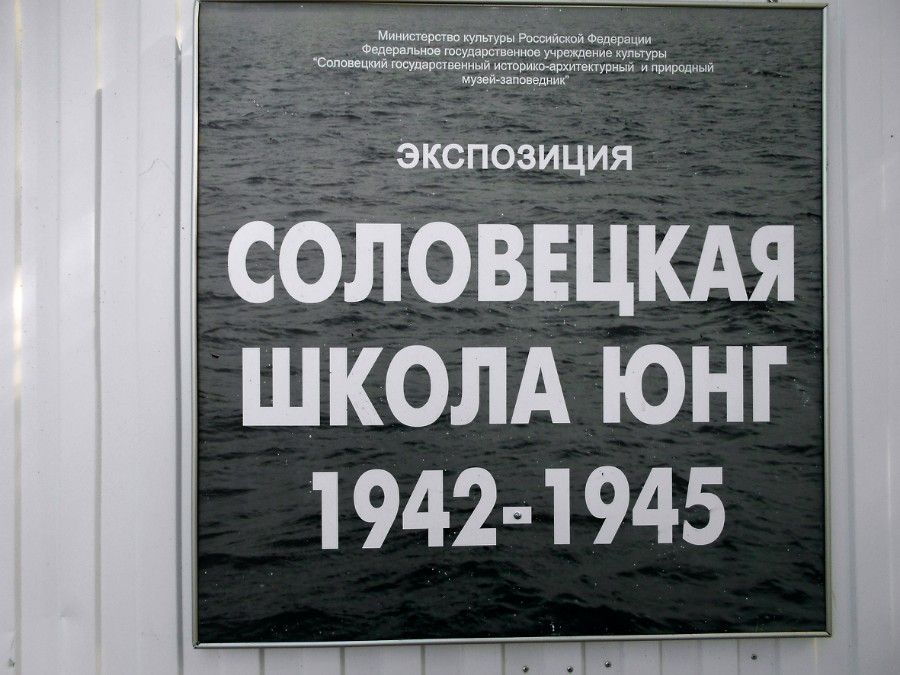 Министерство культуры Российской Федерации
Федеральное государственное учреждение культуры
"Соловецкий государственный историко-архитектурный и природный
музей-заповедник"
ЭКСПОЗИЦИЯ
СОЛОВЕЦКАЯ
ШКОЛА ЮНГ
1942-1945